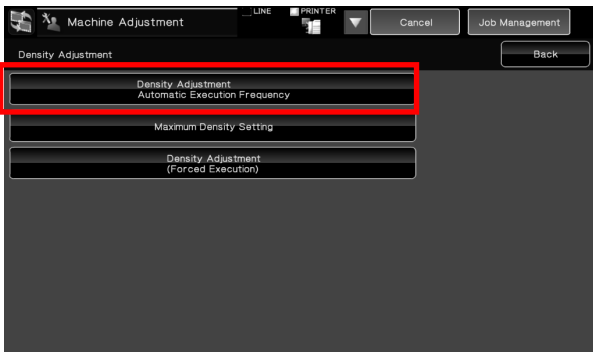 Machine Adjustment
LINE
PRINTER
Cancel
Job Management
Density Adjustment
Back
Density Adjustment
Automatic Execution Frequency
Maximum Density Setting
Density Adjustment
(Forced Execution)